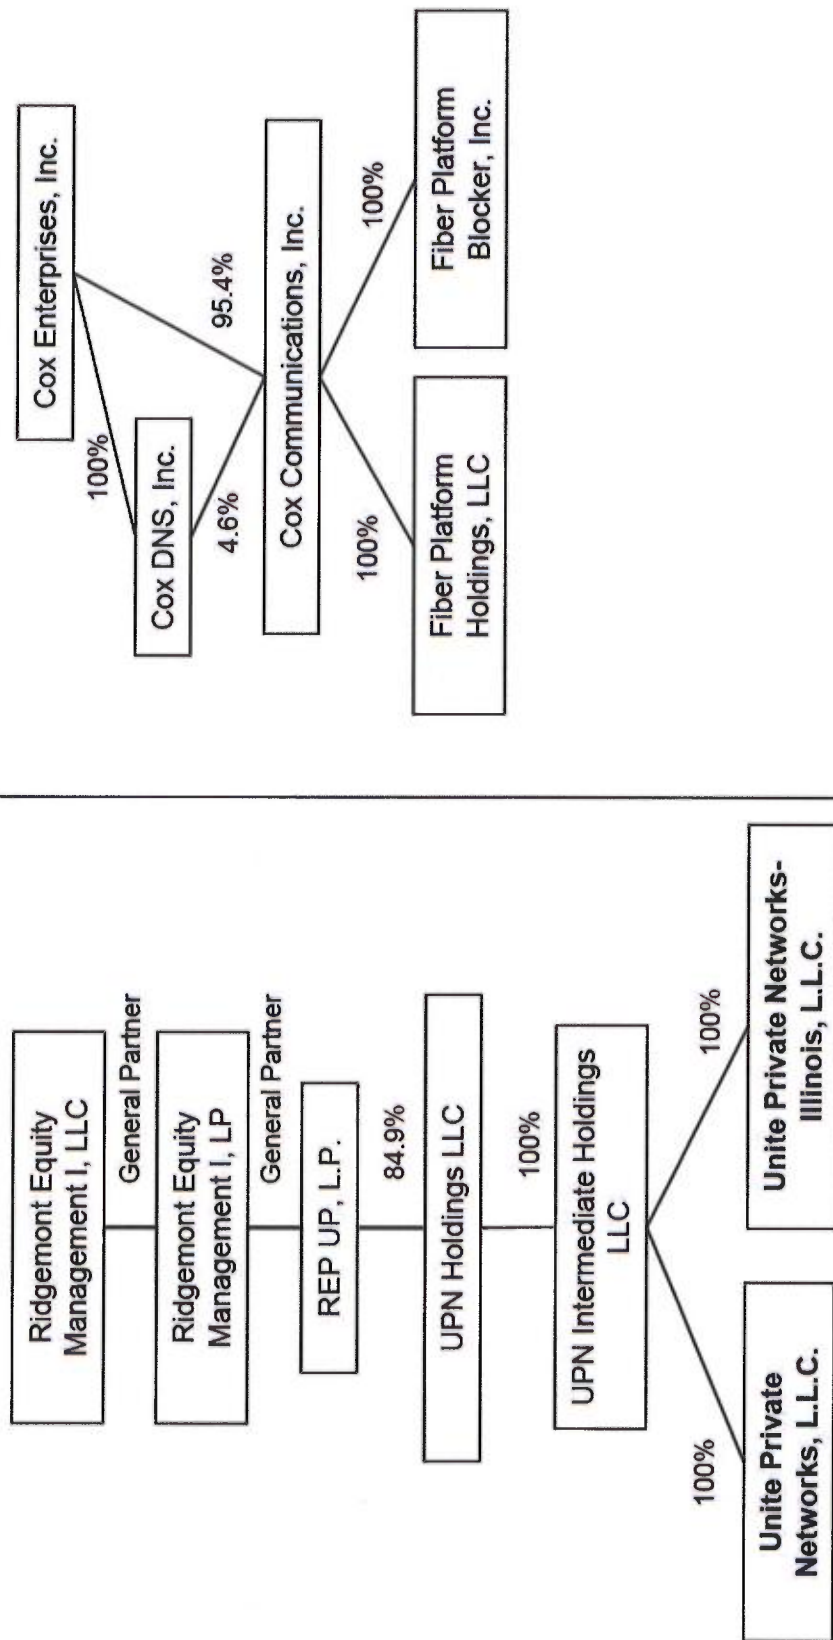 Ridgemont Equity
Management I, LLC
General Partner
Ridgemont Equity
Management I, LP
General Partner
REP UP, L.P.
84.9%
UPN Holdings LLC
100%
UPN Intermediate Holdings
LLC
100%
100%
Unite Private
Networks, L.L.C.
Unite Private Networks-
Illinois, L.L.C.
Cox Enterprises, Inc.
100%
Cox DNS, Inc.
95.4%
4.6%
Cox Communications, Inc.
100%
100%
Fiber Platform
Holdings, LLC
Fiber Platform
Blocker, Inc.